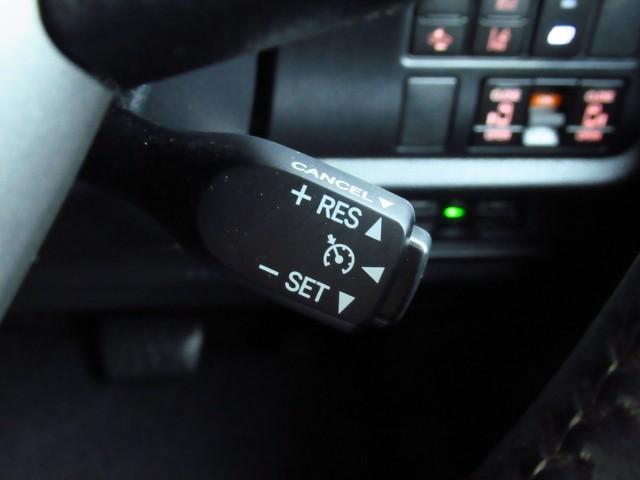 CANCEL ▼
+ RES ▲
◀
− SET ▼